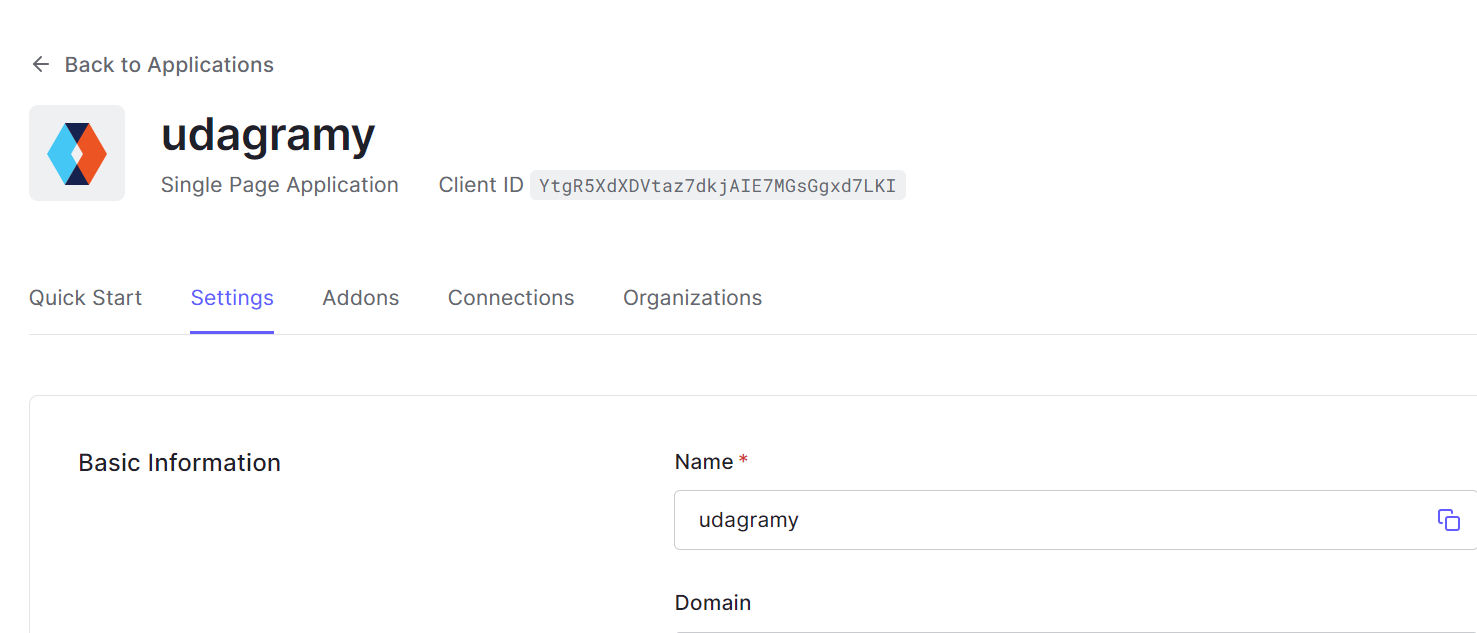 Back to Applications
udagramy
Single Page Application Client ID YtgR5XdXDVtaz7dkjAIE7MGsGgxd7LKI
Quick Start Settings Addons Connections Organizations
Basic Information
Name *
udagramy
Domain